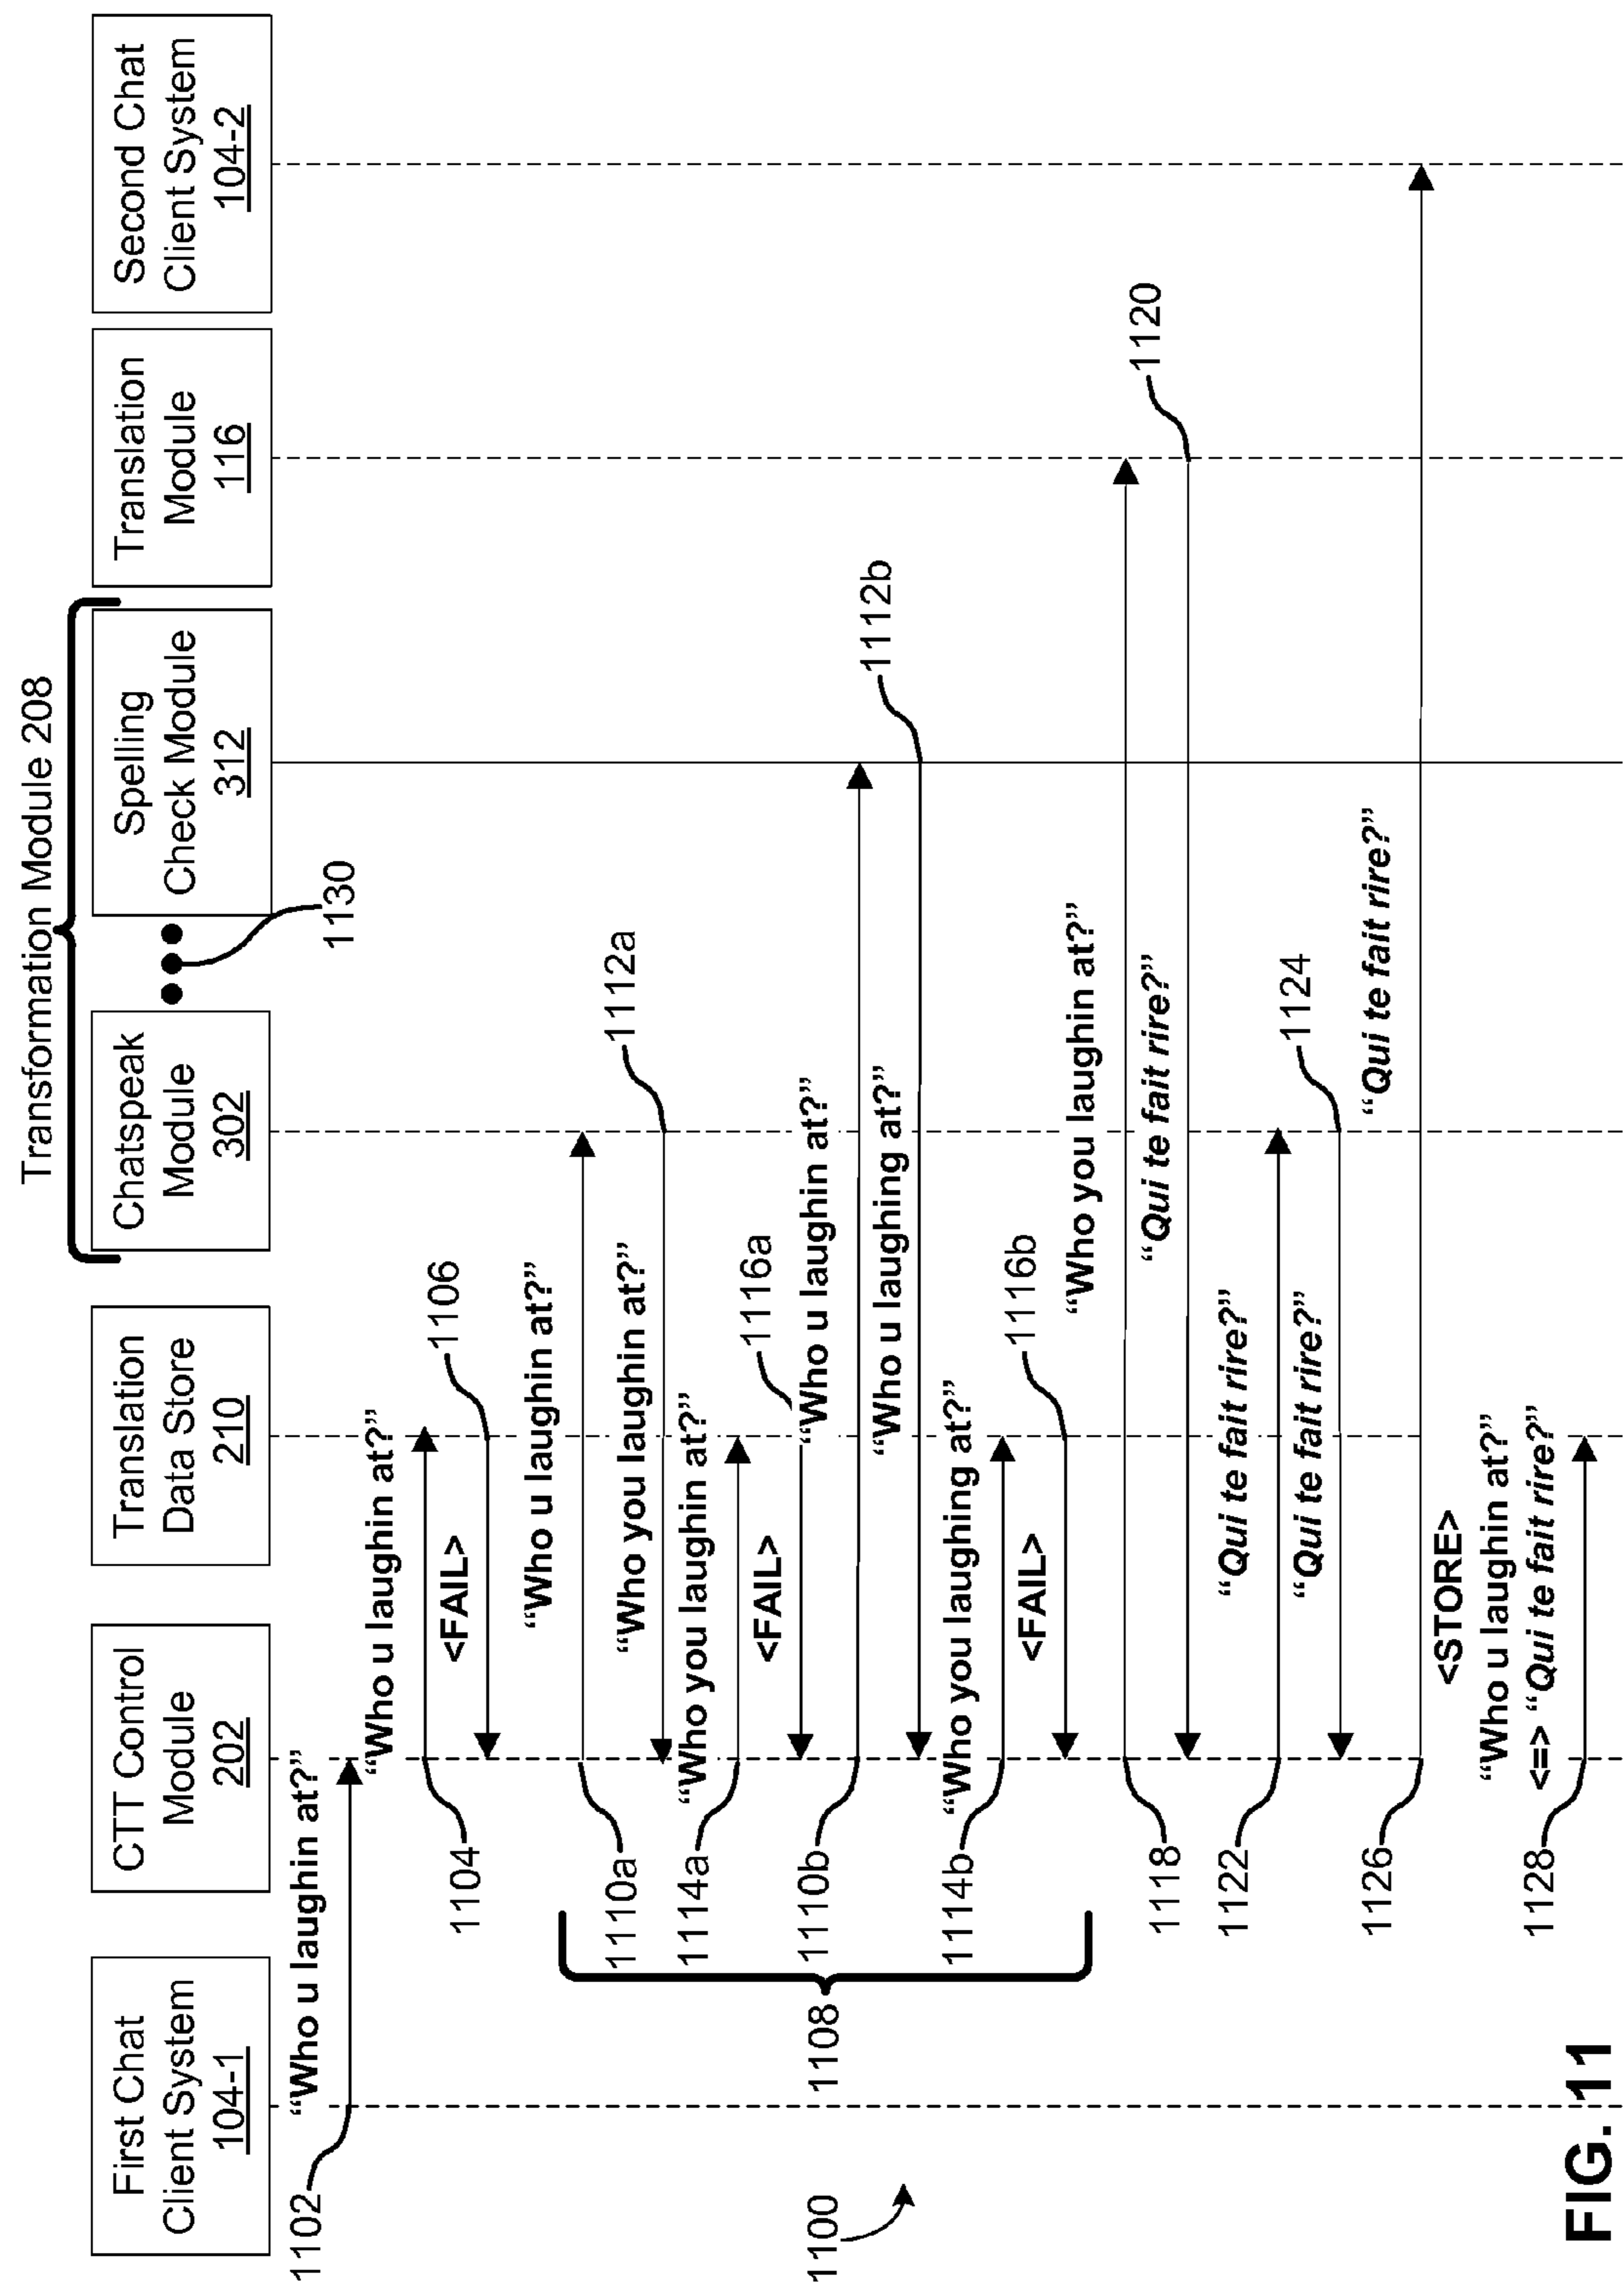 Transformation Module 208
First Chat
Client System
104-1
CTT Control
Module
202
Translation
Data Store
210
Chatspeak
Module
302
Spelling
Check Module
312
Translation
Module
116
Second Chat
Client System
104-2
1130
1102
“Who u laughin at?”
“Who u laughin at?”
1104
1106
<FAIL>
“Who u laughin at?”
1110a
1112a
“Who you laughin at?”
“Who you laughin at?”
1114a
1116a
<FAIL>
“Who u laughin at?”
1110b
1112b
“Who u laughing at?”
“Who you laughing at?”
1114b
1116b
<FAIL>
1108
“Who you laughin at?”
1118
1120
“Qui te fait rire?”
“Qui te fait rire?”
1122
1124
“Qui te fait rire?”
“Qui te fait rire?”
1126
<STORE>
“Who u laughin at?”
<=> “Qui te fait rire?”
1128
1100
FIG. 11